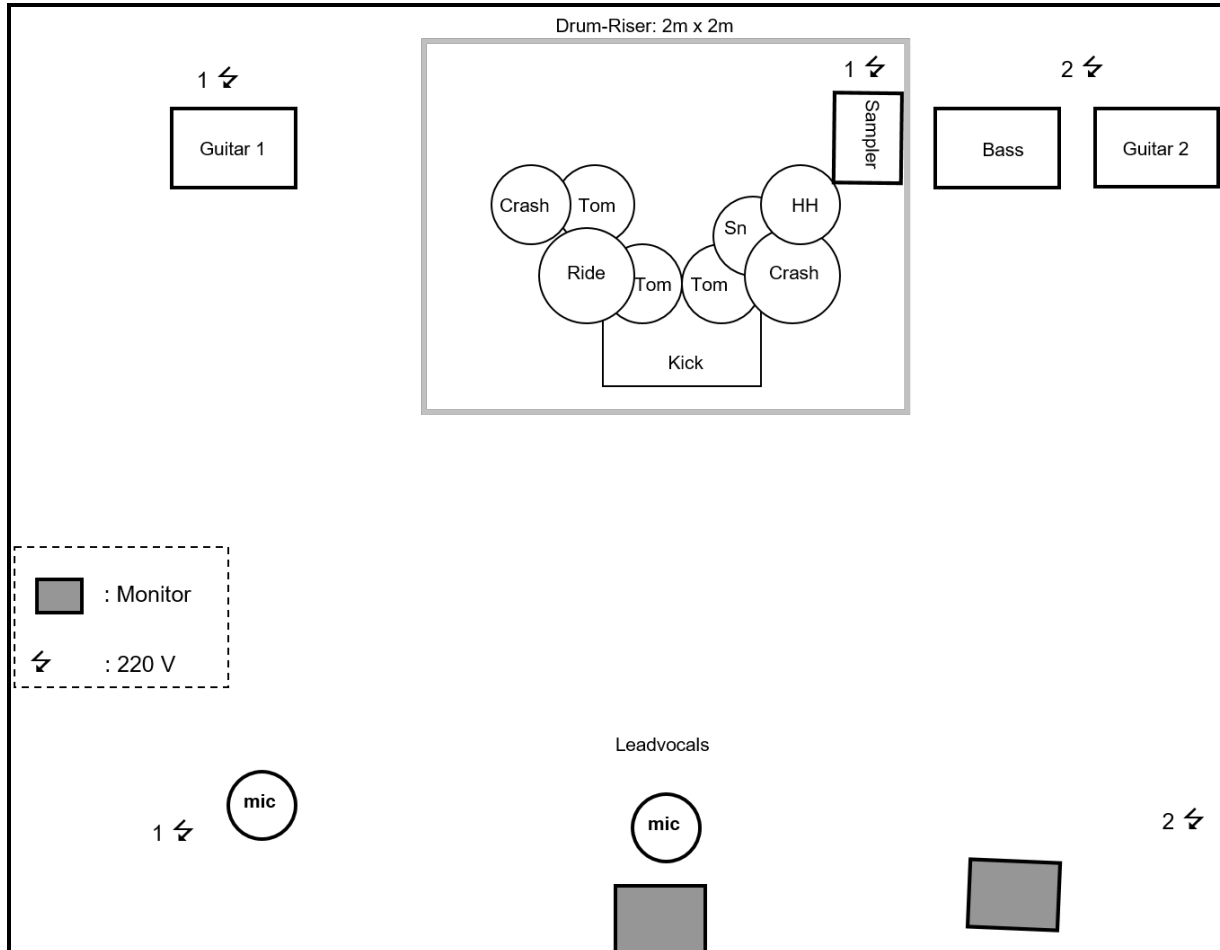 Drum-Riser: 2m x 2m
1
1
2
Guitar 1
Sampler
Bass
Guitar 2
Crash
Tom
HH
Sn
Ride
Tom
Tom
Crash
Kick
: Monitor
: 220 V
Leadvocals
mic
mic
1
2